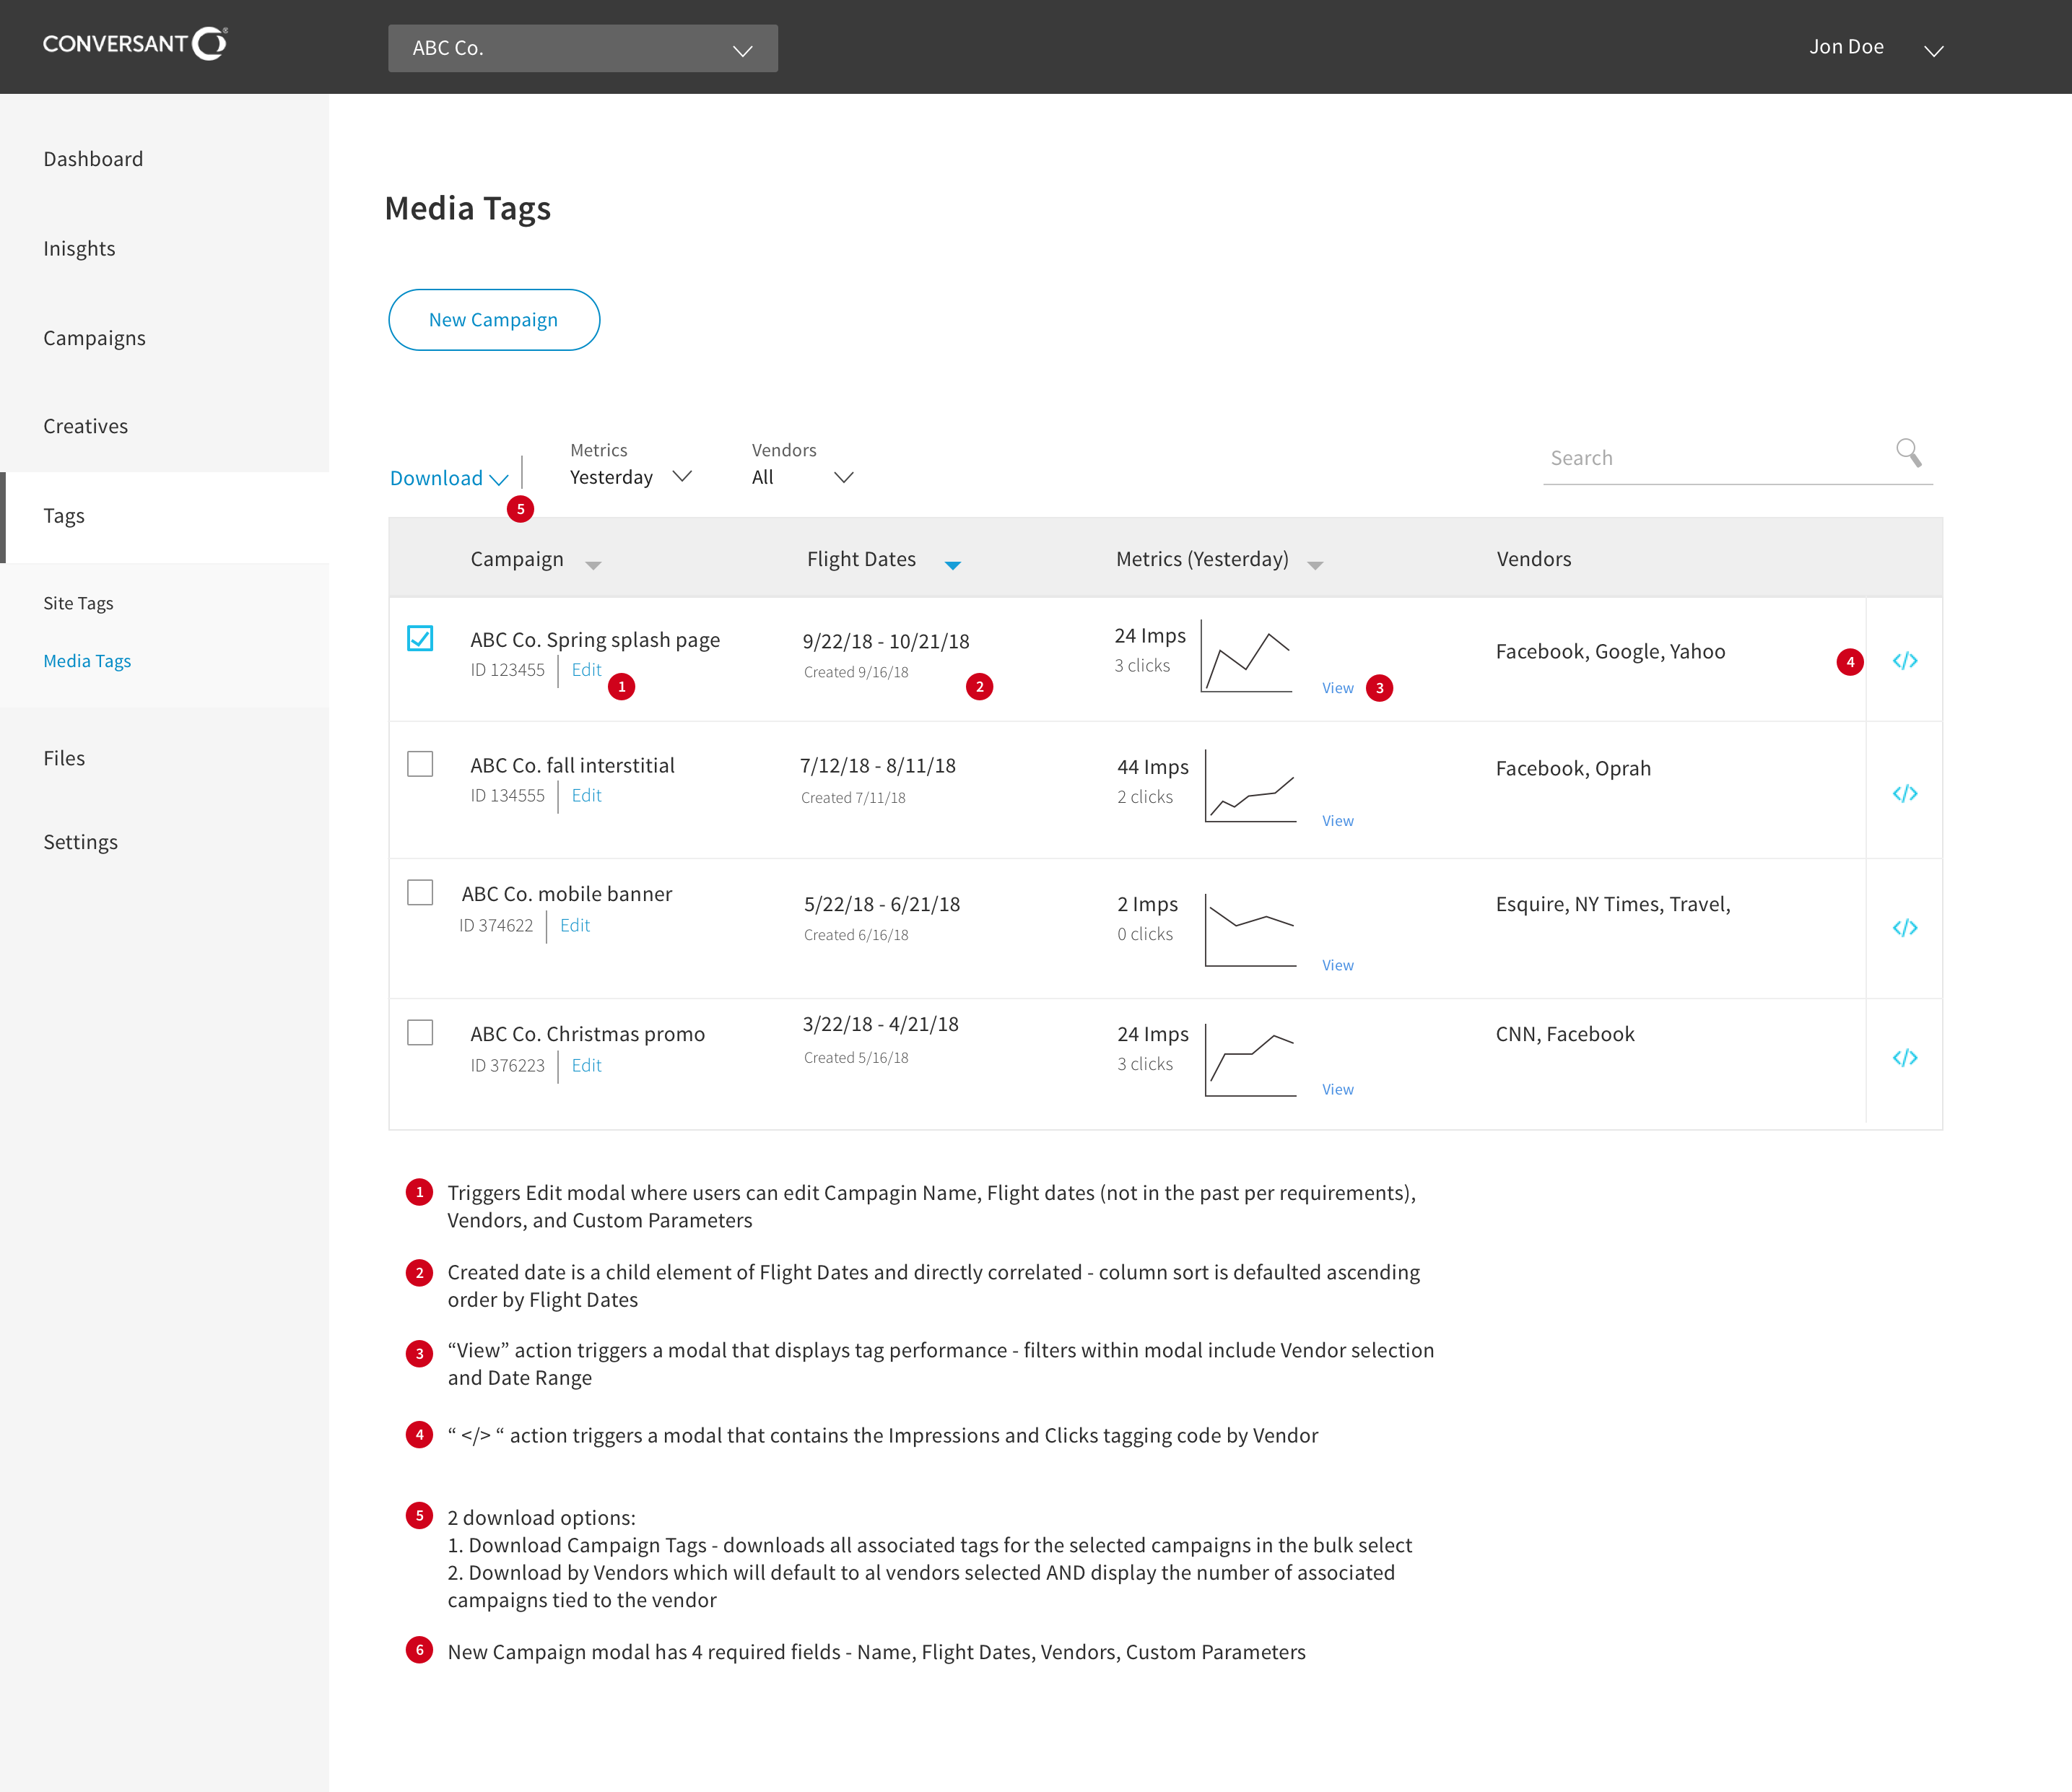 CONVERSANT®
ABC Co.
Jon Doe
Dashboard
Inisghts
Campaigns
Creatives
Tags
Site Tags
Media Tags
Files
Settings
Media Tags
New Campaign
Download
5
Metrics
Yesterday
Vendors
All
Search
Campaign Flight Dates Metrics (Yesterday) Vendors
ABC Co. Spring splash page
ID 123455 Edit
1
9/22/18 - 10/21/18
Created 9/16/18
2
24 Imps
3 clicks
View
3
Facebook, Google, Yahoo
4
</>
ABC Co. fall interstitial
ID 134555 Edit
7/12/18 - 8/11/18
Created 7/11/18
44 Imps
2 clicks
View
Facebook, Oprah
</>
ABC Co. mobile banner
ID 374622 Edit
5/22/18 - 6/21/18
Created 6/16/18
2 Imps
0 clicks
View
Esquire, NY Times, Travel,
</>
ABC Co. Christmas promo
ID 376223 Edit
3/22/18 - 4/21/18
Created 5/16/18
24 Imps
3 clicks
View
CNN, Facebook
</>
1 Triggers Edit modal where users can edit Campagin Name, Flight dates (not in the past per requirements),
Vendors, and Custom Parameters
2 Created date is a child element of Flight Dates and directly correlated - column sort is defaulted ascending
order by Flight Dates
3 “View” action triggers a modal that displays tag performance - filters within modal include Vendor selection
and Date Range
4 “ </> “ action triggers a modal that contains the Impressions and Clicks tagging code by Vendor
5 2 download options:
1. Download Campaign Tags - downloads all associated tags for the selected campaigns in the bulk select
2. Download by Vendors which will default to al vendors selected AND display the number of associated
campaigns tied to the vendor
6 New Campaign modal has 4 required fields - Name, Flight Dates, Vendors, Custom Parameters